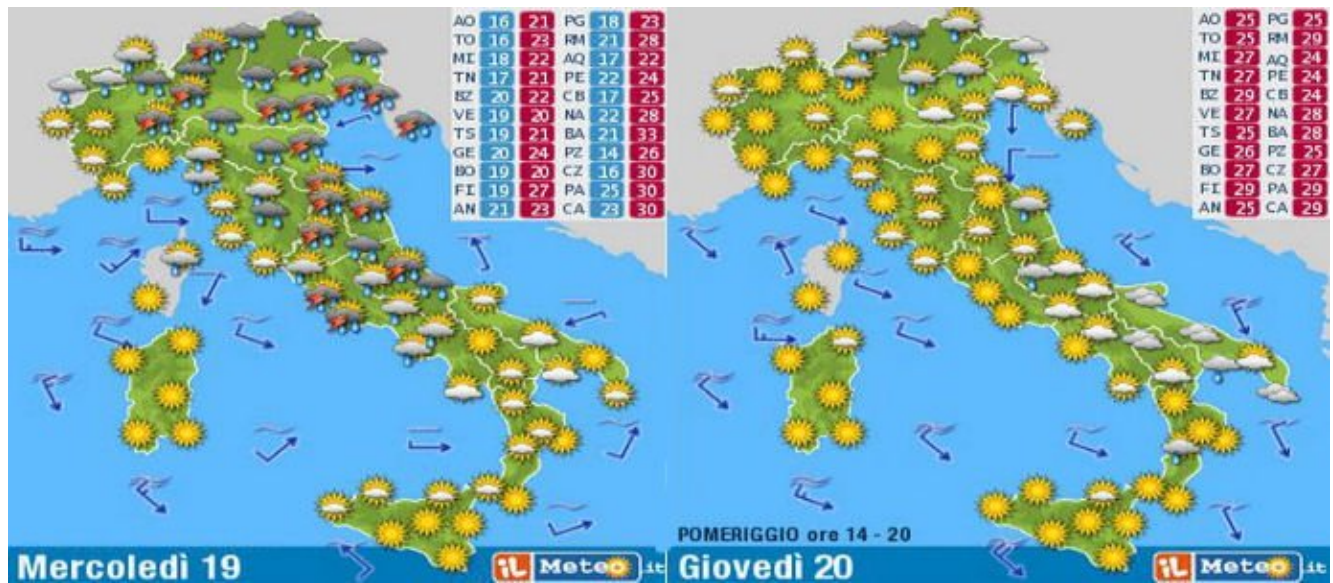 AO 16 21 PG 18 23
TO 16 23 RM 21 28
MI 18 22 AQ 17 22
TN 17 21 PE 22 24
BZ 20 22 CB 17 25
VE 19 20 NA 22 28
TS 19 21 BA 21 33
GE 20 24 PZ 14 26
BO 19 20 CZ 16 30
FI 19 27 PA 25 30
AN 21 23 CA 23 30
Mercoledì 19
iL Meteo.it
AO 25 PG 25
TO 25 RM 29
MI 27 AQ 24
TN 27 PE 24
BZ 29 CB 24
VE 27 NA 28
TS 25 BA 28
GE 26 PZ 25
BO 27 CZ 27
FI 29 PA 29
AN 25 CA 29
POMERIGGIO ore 14 - 20
Giovedì 20
iL Meteo.it